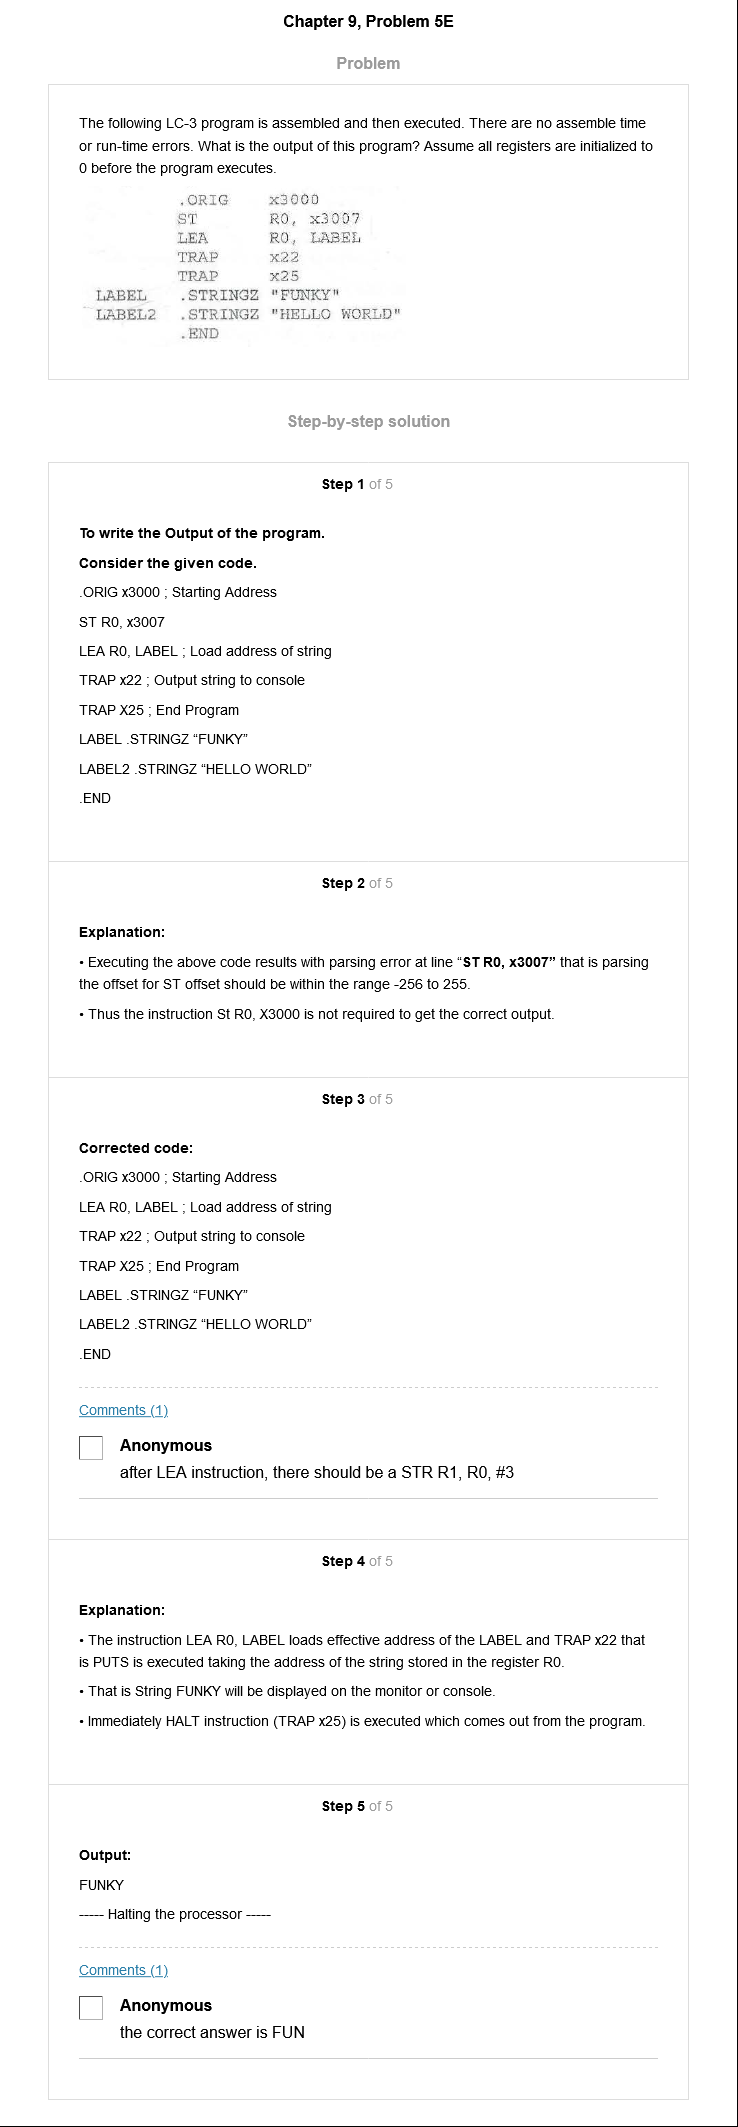 Chapter 9, Problem 5E
Problem
The following LC-3 program is assembled and then executed. There are no assemble time
or run-time errors. What is the output of this program? Assume all registers are initialized to
0 before the program executes.
.ORIG x3000
ST R0, x3007
LEA R0, LABEL
TRAP x22
TRAP x25
LABEL .STRINGZ "FUNKY"
LABEL2 .STRINGZ "HELLO WORLD"
.END
Step-by-step solution
Step 1 of 5
To write the Output of the program.
Consider the given code.
.ORIG x3000 ; Starting Address
ST R0, x3007
LEA R0, LABEL ; Load address of string
TRAP x22 ; Output string to console
TRAP X25 ; End Program
LABEL .STRINGZ “FUNKY”
LABEL2 .STRINGZ “HELLO WORLD”
.END
Step 2 of 5
Explanation:
• Executing the above code results with parsing error at line “ST R0, x3007” that is parsing
the offset for ST offset should be within the range -256 to 255.
• Thus the instruction St R0, X3000 is not required to get the correct output.
Step 3 of 5
Corrected code:
.ORIG x3000 ; Starting Address
LEA R0, LABEL ; Load address of string
TRAP x22 ; Output string to console
TRAP X25 ; End Program
LABEL .STRINGZ “FUNKY”
LABEL2 .STRINGZ “HELLO WORLD”
.END
Comments (1)
Anonymous
after LEA instruction, there should be a STR R1, R0, #3
Step 4 of 5
Explanation:
• The instruction LEA R0, LABEL loads effective address of the LABEL and TRAP x22 that
is PUTS is executed taking the address of the string stored in the register R0.
• That is String FUNKY will be displayed on the monitor or console.
• Immediately HALT instruction (TRAP x25) is executed which comes out from the program.
Step 5 of 5
Output:
FUNKY
----- Halting the processor -----
Comments (1)
Anonymous
the correct answer is FUN